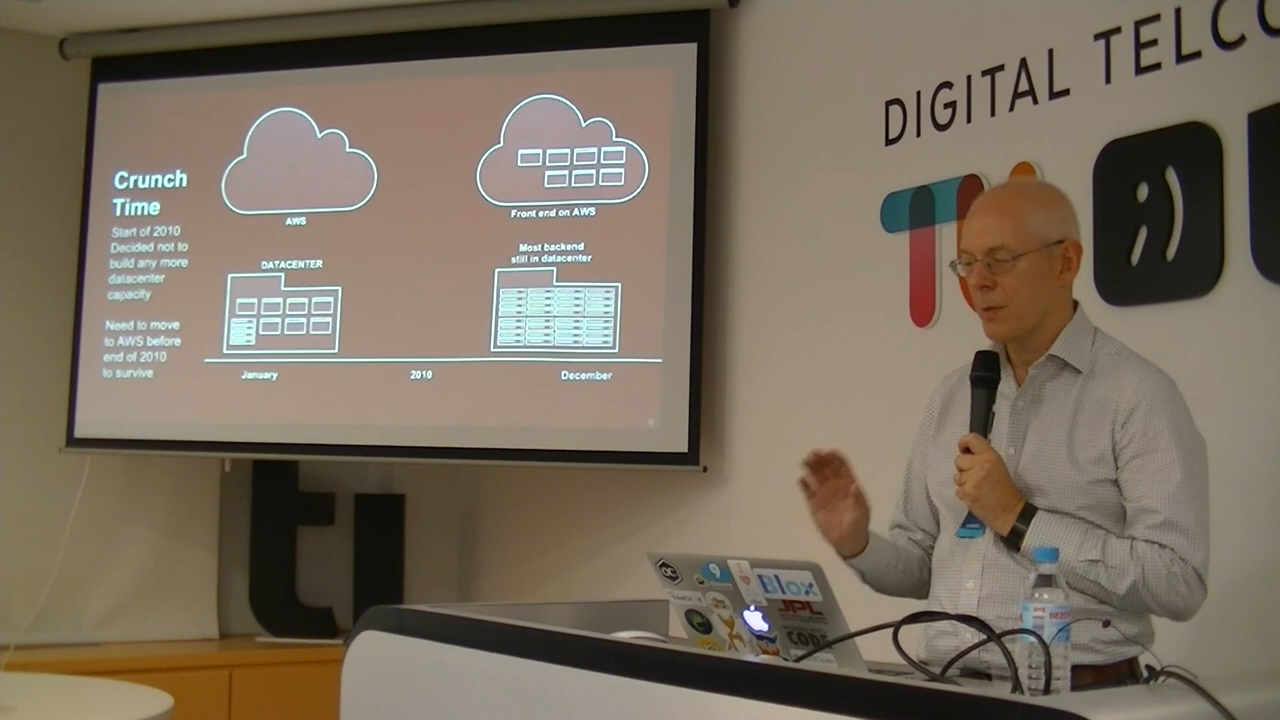 Crunch
Time
Start of 2010
Decided not to
build any more
datacenter
capacity
Need to move
to AWS before
end of 2010
to survive
AWS
Front end on AWS
DATACENTER
Most backend
still in datacenter
January
2010
December
DIGITAL TELCO
9
Blox
JPL
CODE